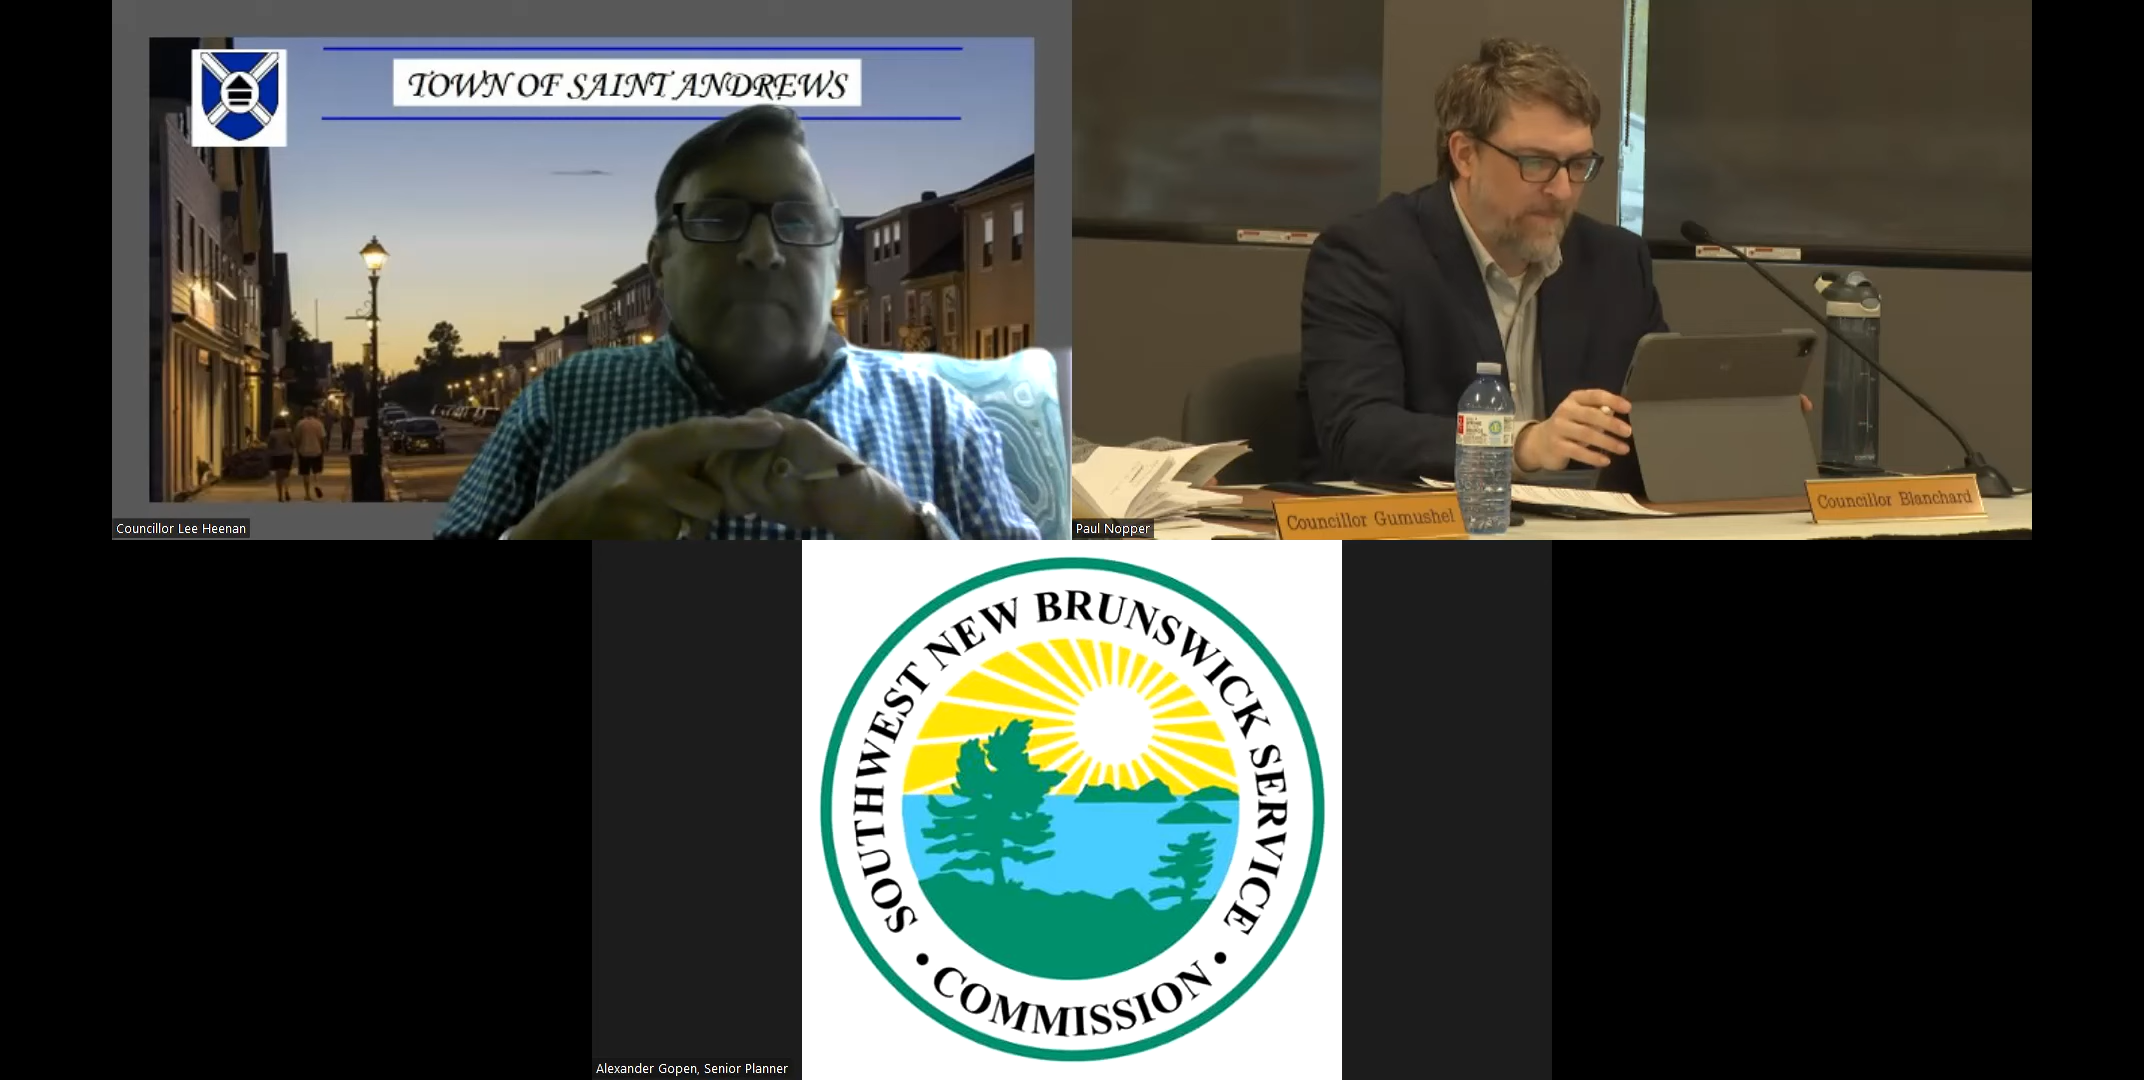 TOWN OF SAINT ANDREWS
Councillor Lee Heenan
Councillor Gumushel
Councillor Blanchard
Paul Nopper
SOUTHWEST NEW BRUNSWICK SERVICE
• COMMISSION •
Alexander Gopen, Senior Planner